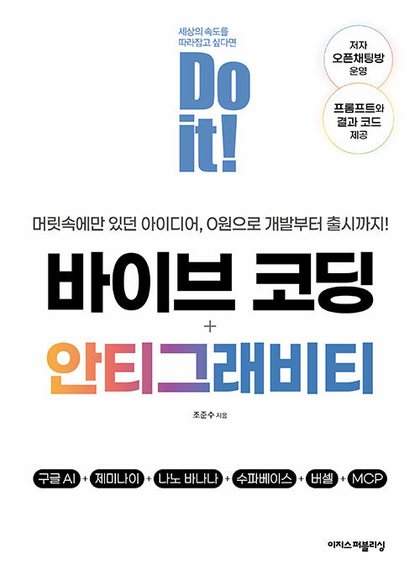 세상의 속도를
따라잡고 싶다면
Do
it!
저자
오픈채팅방
운영
프롬프트와
결과 코드
제공
머릿속에만 있던 아이디어, 0원으로 개발부터 출시까지!
바이브 코딩
+
안티그래비티
조준수 지음
구글 AI + 제미나이 + 나노 바나나 + 수파베이스 + 버셀 + MCP
이지스퍼블리싱